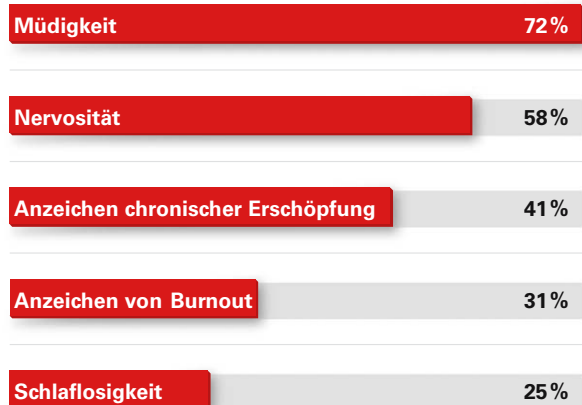 Müdigkeit 72%
Nervosität 58%
Anzeichen chronischer Erschöpfung 41%
Anzeichen von Burnout 31%
Schlaflosigkeit 25%